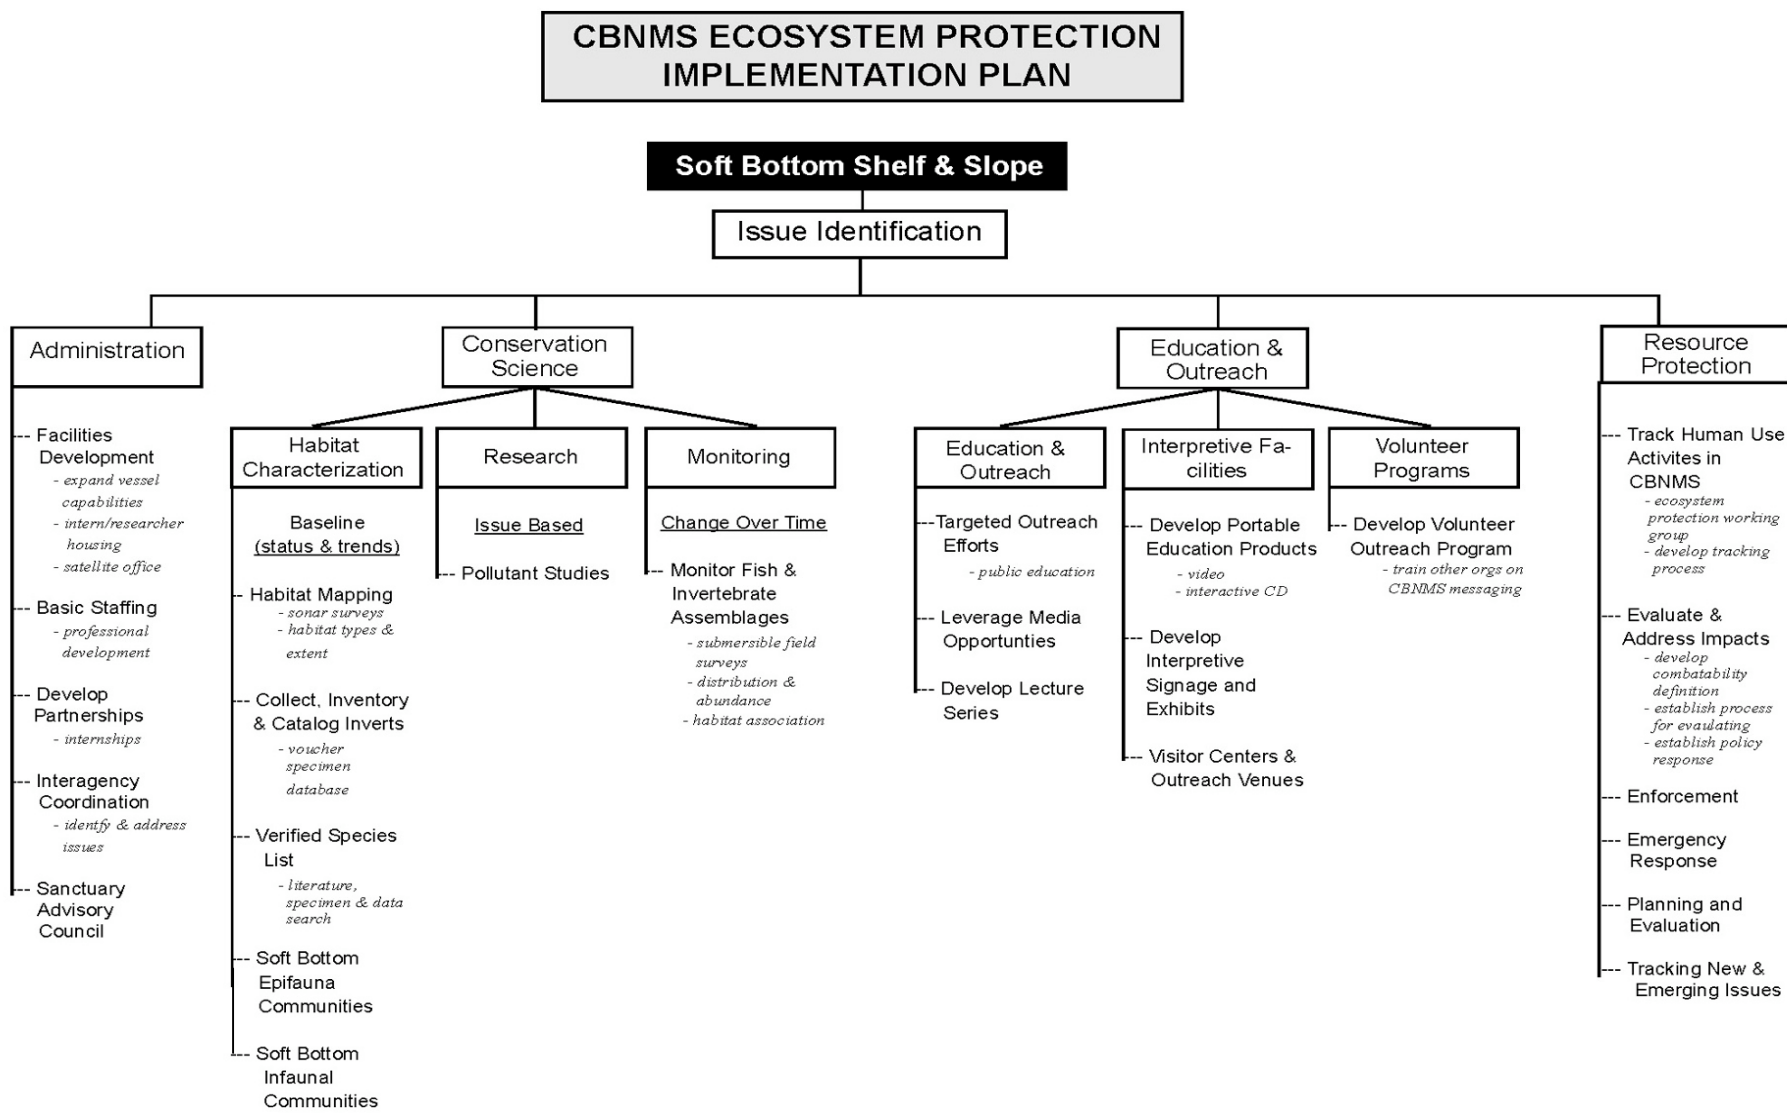 CBNMS ECOSYSTEM PROTECTION
IMPLEMENTATION PLAN
Soft Bottom Shelf & Slope
Issue Identification
Administration
--- Facilities
Development
- expand vessel
capabilities
- intern/researcher
housing
- satellite office
--- Basic Staffing
- professional
development
--- Develop
Partnerships
- internships
--- Interagency
Coordination
- identfy & address
issues
--- Sanctuary
Advisory
Council
Conservation
Science
Habitat
Characterization
Baseline
(status & trends)
--- Habitat Mapping
- sonar surveys
- habitat types &
extent
--- Collect, Inventory
& Catalog Inverts
- voucher
specimen
database
--- Verified Species
List
- literature,
specimen & data
search
--- Soft Bottom
Epifauna
Communities
--- Soft Bottom
Infaunal
Communities
Research
Issue Based
--- Pollutant Studies
Monitoring
Change Over Time
--- Monitor Fish &
Invertebrate
Assemblages
- submersible field
surveys
- distribution &
abundance
- habitat association
Education &
Outreach
Education &
Outreach
---Targeted Outreach
Efforts
- public education
--- Leverage Media
Opportunties
--- Develop Lecture
Series
Interpretive Fa-
cilities
--- Develop Portable
Education Products
- video
- interactive CD
--- Develop
Interpretive
Signage and
Exhibits
--- Visitor Centers &
Outreach Venues
Volunteer
Programs
--- Develop Volunteer
Outreach Program
- train other orgs on
CBNMS messaging
Resource
Protection
--- Track Human Use
Activites in
CBNMS
- ecosystem
protection working
group
- develop tracking
process
--- Evaluate &
Address Impacts
- develop
combatability
definition
- establish process
for evaulating
- establish policy
response
--- Enforcement
--- Emergency
Response
--- Planning and
Evaluation
--- Tracking New &
Emerging Issues